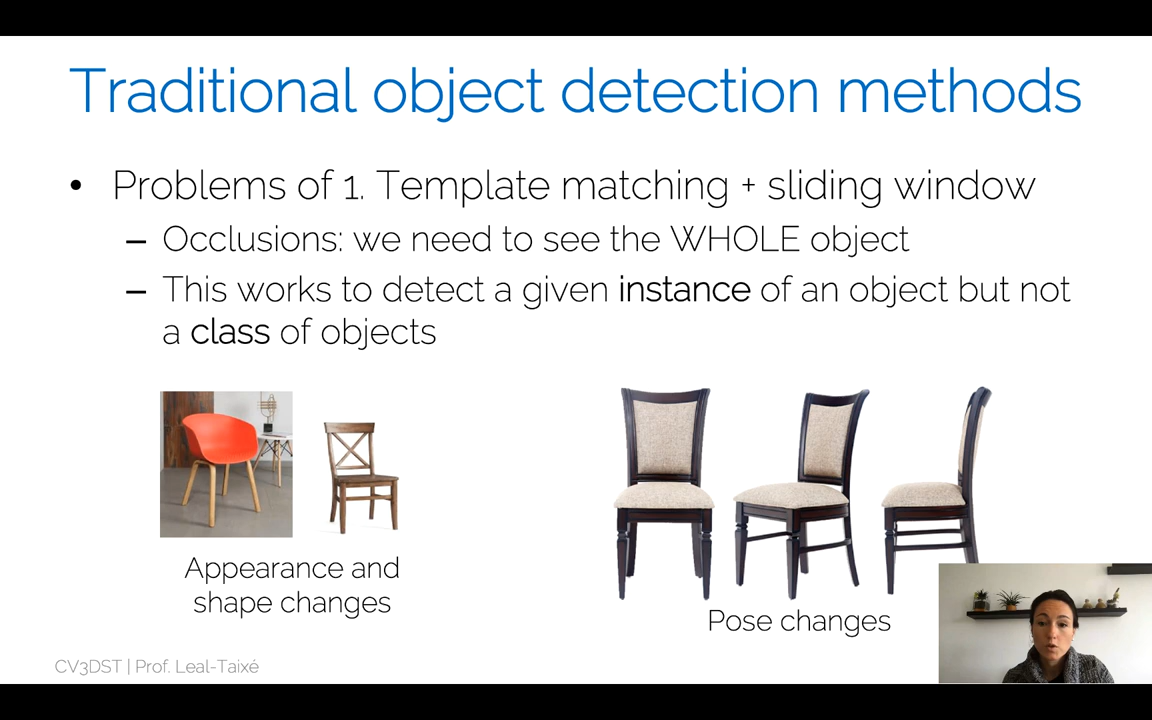 Traditional object detection methods
• Problems of 1. Template matching + sliding window
– Occlusions: we need to see the WHOLE object
– This works to detect a given instance of an object but not
a class of objects
Appearance and
shape changes
Pose changes
CV3DST | Prof. Leal-Taixé